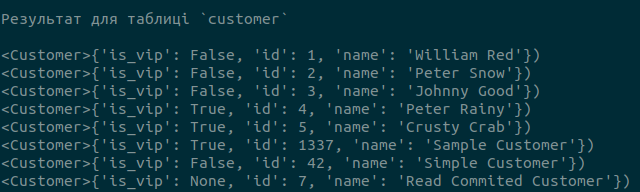 Результат для таблиці `customer`
<Customer>{'is_vip': False, 'id': 1, 'name': 'William Red'})
<Customer>{'is_vip': False, 'id': 2, 'name': 'Peter Snow'})
<Customer>{'is_vip': False, 'id': 3, 'name': 'Johnny Good'})
<Customer>{'is_vip': True, 'id': 4, 'name': 'Peter Rainy'})
<Customer>{'is_vip': True, 'id': 5, 'name': 'Crusty Crab'})
<Customer>{'is_vip': True, 'id': 1337, 'name': 'Sample Customer'})
<Customer>{'is_vip': False, 'id': 42, 'name': 'Simple Customer'})
<Customer>{'is_vip': None, 'id': 7, 'name': 'Read Commited Customer'})